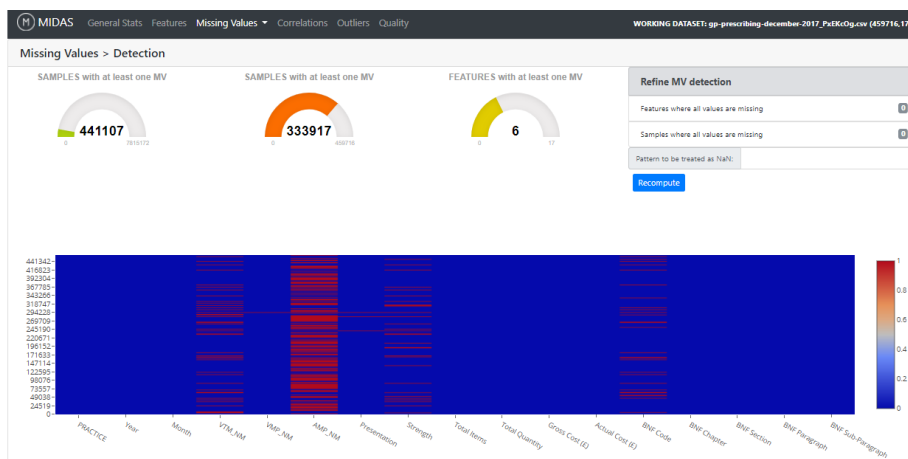 M MIDAS General Stats Features Missing Values Correlations Outliers Quality WORKING DATASET: gp-prescribing-december-2017_PxEKcOg.csv (459716,17
Missing Values > Detection
SAMPLES with at least one MV SAMPLES with at least one MV FEATURES with at least one MV Refine MV detection
441107 333917 6
0 7815172 0 459716 0 17
Features where all values are missing 0
Samples where all values are missing 0
Pattern to be treated as NaN:
Recompute
441342
416823
392304
367785
343266
318747
294228
269709
245190
220671
196152
171633
147114
122595
98076
73557
49038
24519
0
1
0.8
0.6
0.4
0.2
0
PRACTICE Year Month VTM_NM VMP_NM AMP_NM Presentation Strength Total Items Total Quantity Gross Cost (£) Actual Cost (£) BNF Code BNF Chapter BNF Section BNF Paragraph BNF Sub-Paragraph